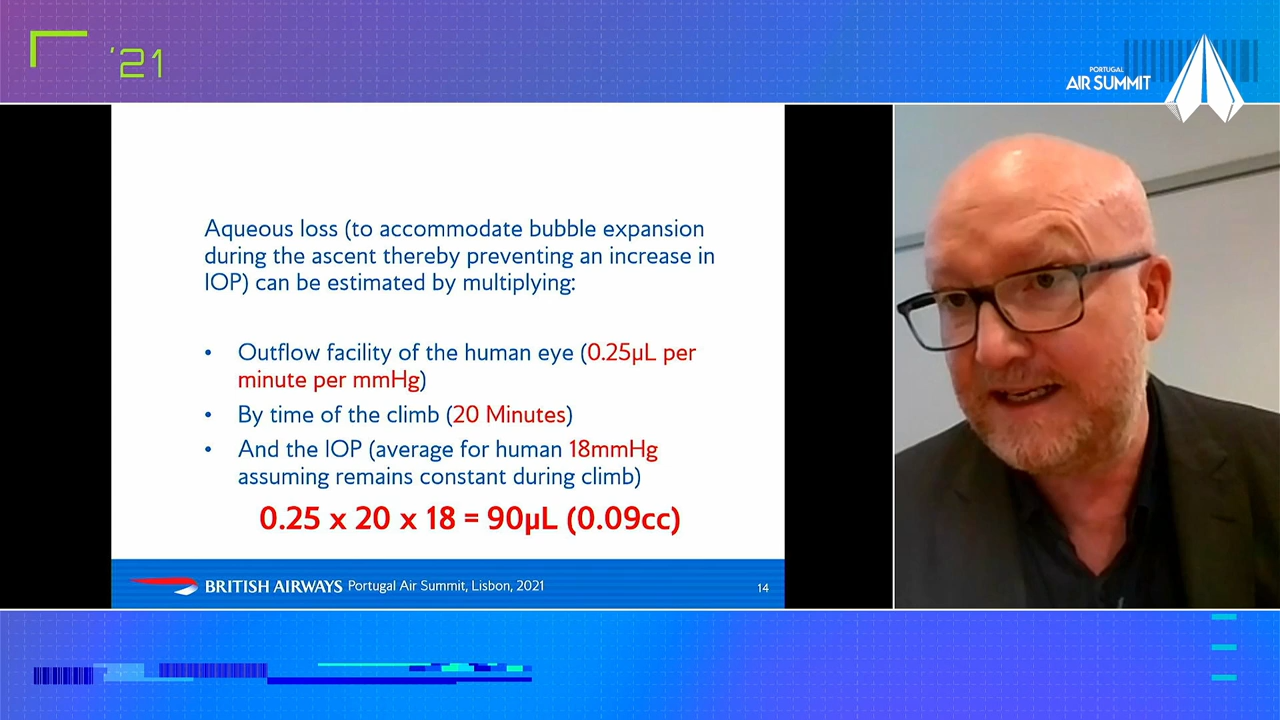 '21
PORTUGAL
AIR SUMMIT
Aqueous loss (to accommodate bubble expansion
during the ascent thereby preventing an increase in
IOP) can be estimated by multiplying:
• Outflow facility of the human eye (0.25µL per
minute per mmHg)
• By time of the climb (20 Minutes)
• And the IOP (average for human 18mmHg
assuming remains constant during climb)
0.25 x 20 x 18 = 90µL (0.09cc)
BRITISH AIRWAYS Portugal Air Summit, Lisbon, 2021
14